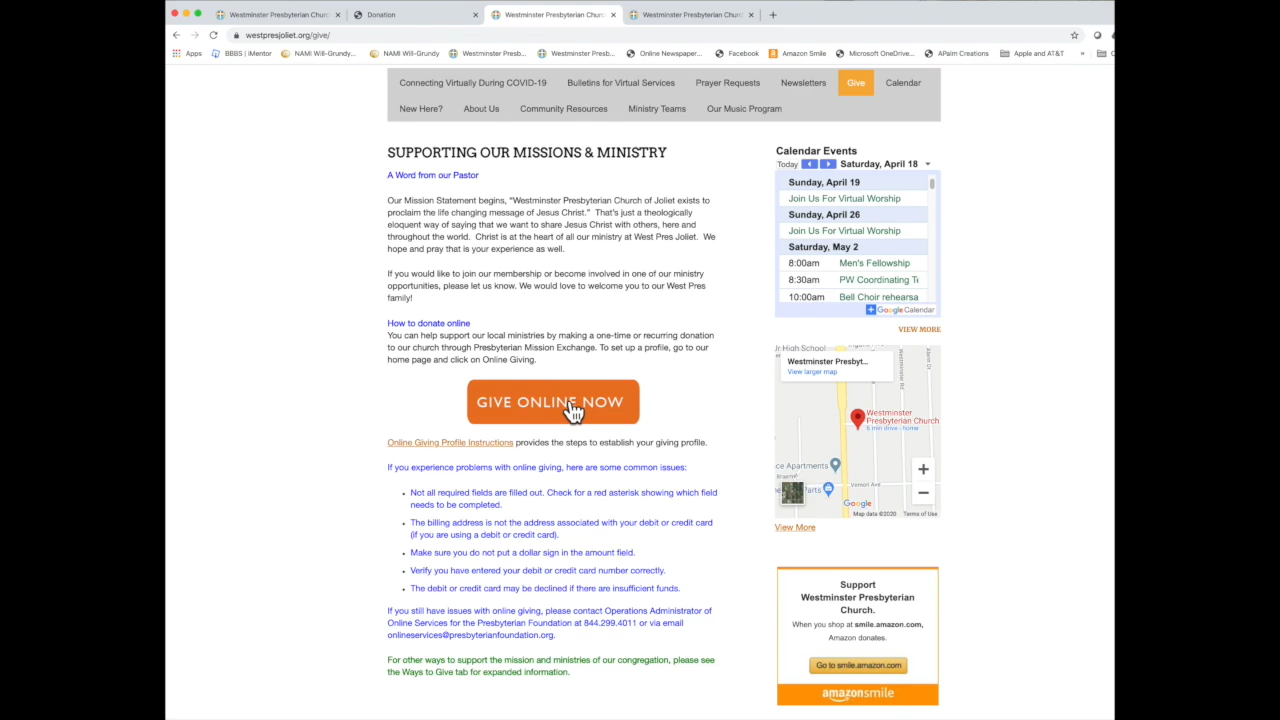 Westminster Presbyterian Churc
Donation
Westminster Presbyterian Churc
Westminster Presbyterian Churc
westpresjoliet.org/give/
Apps
BBBS | iMentor
NAMI Will-Grundy...
NAMI Will-Grundy
Westminster Presb...
Westminster Presb...
Online Newspaper...
Facebook
Amazon Smile
Microsoft OneDrive...
APalm Creations
Apple and AT&T
»
Connecting Virtually During COVID-19 Bulletins for Virtual Services Prayer Requests Newsletters Give Calendar
New Here? About Us Community Resources Ministry Teams Our Music Program
SUPPORTING OUR MISSIONS & MINISTRY
A Word from our Pastor
Our Mission Statement begins, “Westminster Presbyterian Church of Joliet exists to
proclaim the life changing message of Jesus Christ.” That’s just a theologically
eloquent way of saying that we want to share Jesus Christ with others, here and
throughout the world. Christ is at the heart of all our ministry at West Pres Joliet. We
hope and pray that is your experience as well.
If you would like to join our membership or become involved in one of our ministry
opportunities, please let us know. We would love to welcome you to our West Pres
family!
How to donate online
You can help support our local ministries by making a one-time or recurring donation
to our church through Presbyterian Mission Exchange. To set up a profile, go to our
home page and click on Online Giving.
GIVE ONLINE NOW
Online Giving Profile Instructions provides the steps to establish your giving profile.
If you experience problems with online giving, here are some common issues:
• Not all required fields are filled out. Check for a red asterisk showing which field
needs to be completed.
• The billing address is not the address associated with your debit or credit card
(if you are using a debit or credit card).
• Make sure you do not put a dollar sign in the amount field.
• Verify you have entered your debit or credit card number correctly.
• The debit or credit card may be declined if there are insufficient funds.
If you still have issues with online giving, please contact Operations Administrator of
Online Services for the Presbyterian Foundation at 844.299.4011 or via email
onlineservices@presbyterianfoundation.org.
For other ways to support the mission and ministries of our congregation, please see
the Ways to Give tab for expanded information.
Calendar Events
Today Saturday, April 18
Sunday, April 19
Join Us For Virtual Worship
Sunday, April 26
Join Us For Virtual Worship
Saturday, May 2
8:00am Men's Fellowship
8:30am PW Coordinating Te
10:00am Bell Choir rehearsa
Google Calendar
VIEW MORE
Jr High School
Westminster Presbyt...
View larger map
Westminster
Presbyterian Church
6 min drive - home
ce Apartments
Parts
Vernon Ave
Google
Map data ©2020 Terms of Use
View More
Support
Westminster Presbyterian
Church.
When you shop at smile.amazon.com,
Amazon donates.
Go to smile.amazon.com
amazonsmile